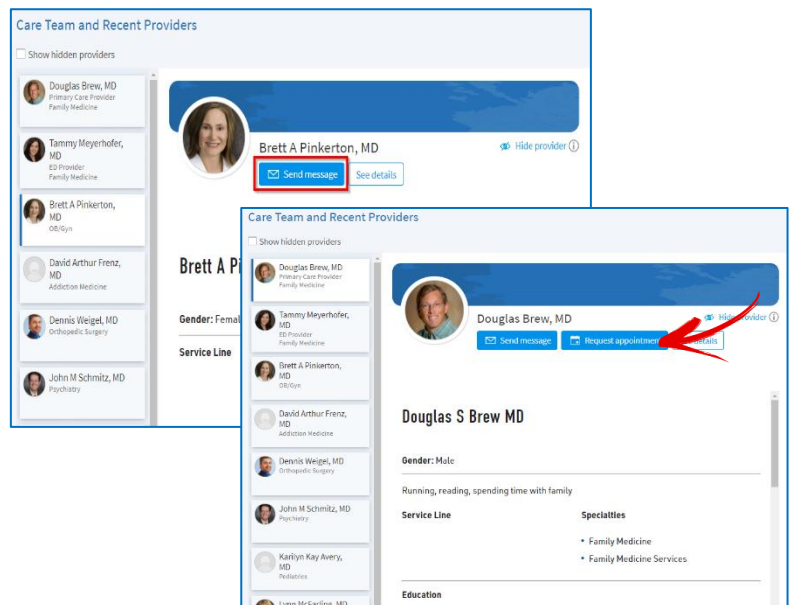 Care Team and Recent Providers
Show hidden providers
Douglas Brew, MD
Primary Care Provider
Family Medicine
Tammy Meyerhofer,
MD
ED Provider
Family Medicine
Brett A Pinkerton,
MD
OB/Gyn
David Arthur Frenz,
MD
Addiction Medicine
Dennis Weigel, MD
Orthopedic Surgery
John M Schmitz, MD
Psychiatry
Brett A Pinkerton, MD
Hide provider
Send message
See details
Brett A Pi
Gender: Femal
Service Line
Care Team and Recent Providers
Show hidden providers
Douglas Brew, MD
Primary Care Provider
Family Medicine
Tammy Meyerhofer,
MD
ED Provider
Family Medicine
Brett A Pinkerton,
MD
OB/Gyn
David Arthur Frenz,
MD
Addiction Medicine
Dennis Weigel, MD
Orthopedic Surgery
John M Schmitz, MD
Psychiatry
Karilyn Kay Avery,
MD
Pediatrics
Lynn McFarling, MD
Douglas Brew, MD
Hide provider
Send message
Request appointment
details
Douglas S Brew MD
Gender: Male
Running, reading, spending time with family
Service Line
Specialties
• Family Medicine
• Family Medicine Services
Education